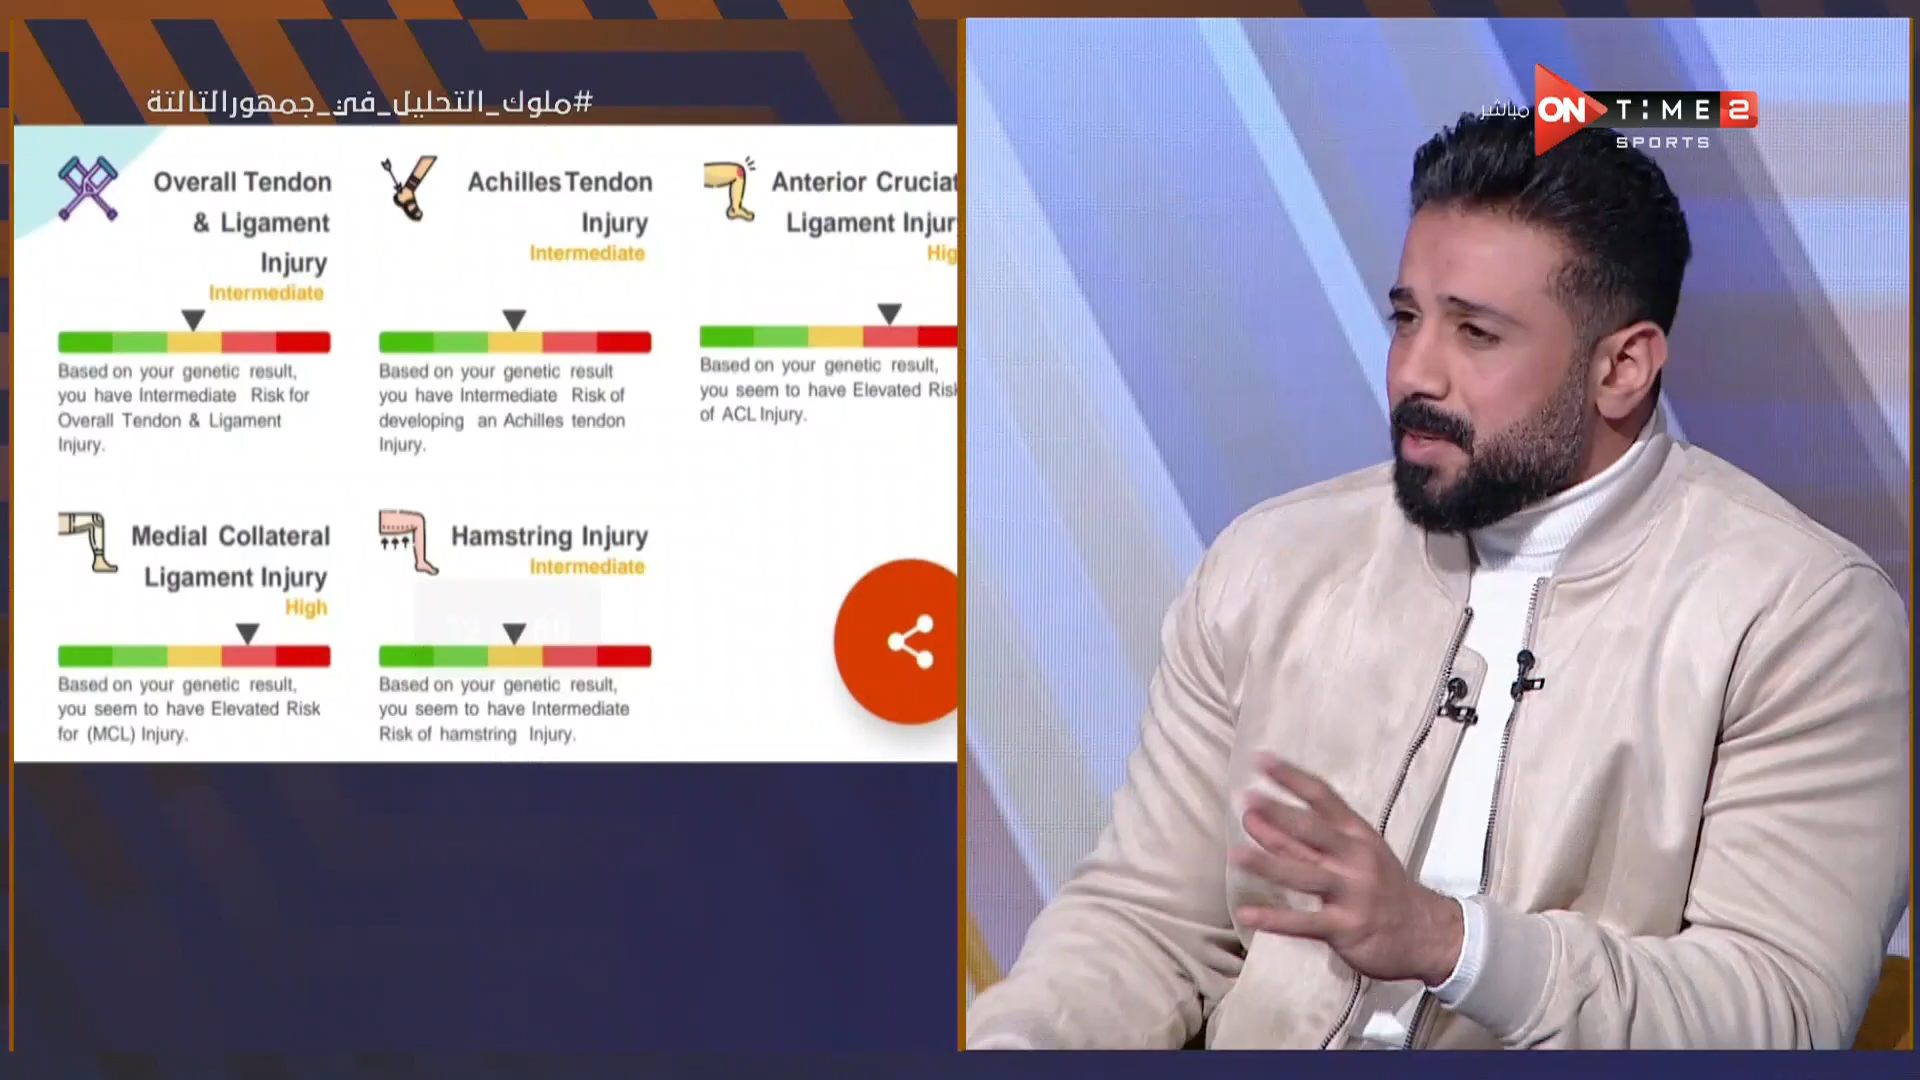 #ملوك_التحليل_في_جمهورالتالتة
مباشر
ON TIME 2
SPORTS
Overall Tendon
& Ligament
Injury
Intermediate
Based on your genetic result,
you have Intermediate Risk for
Overall Tendon & Ligament
Injury.
Achilles Tendon
Injury
Intermediate
Based on your genetic result
you have Intermediate Risk of
developing an Achilles tendon
Injury.
Anterior Cruciat
Ligament Injur
Hig
Based on your genetic result,
you seem to have Elevated Risk
of ACL Injury.
Medial Collateral
Ligament Injury
High
Based on your genetic result,
you seem to have Elevated Risk
for (MCL) Injury.
Hamstring Injury
Intermediate
Based on your genetic result,
you seem to have Intermediate
Risk of hamstring Injury.